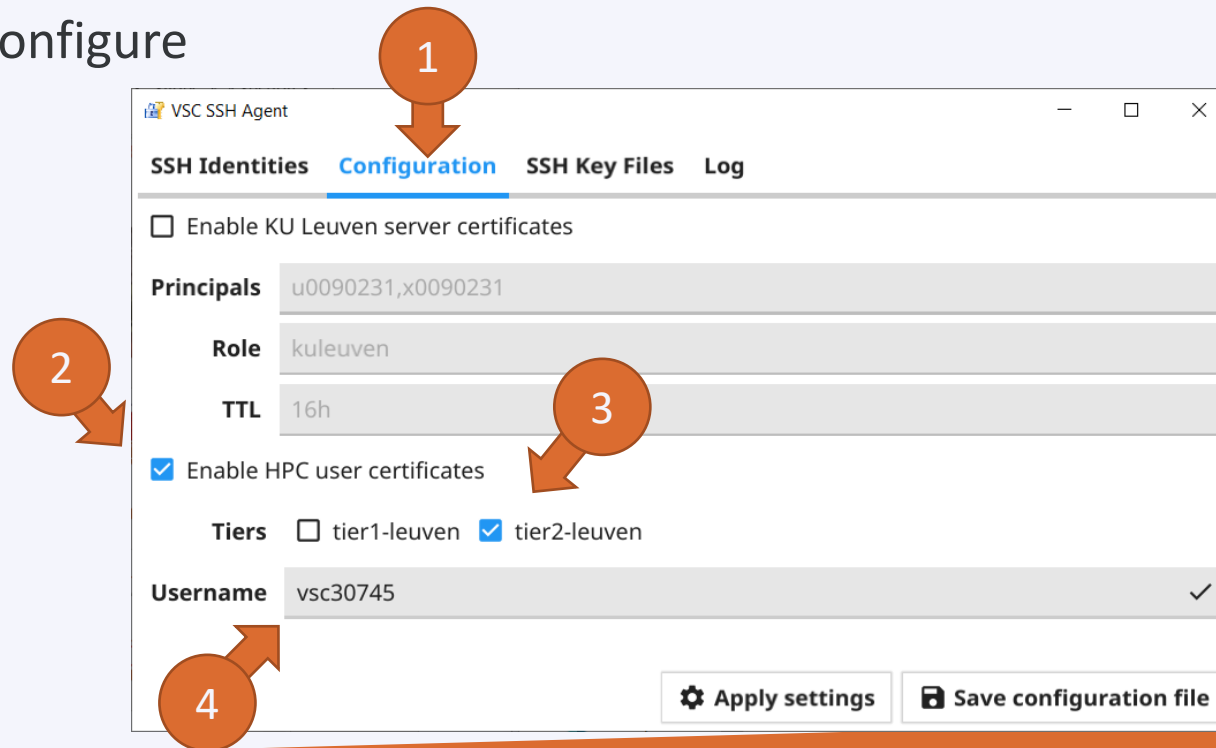 onfigure
1
VSC SSH Agent
SSH Identities Configuration SSH Key Files Log
Enable KU Leuven server certificates
Principals u0090231,x0090231
Role kuleuven
2
3
TTL 16h
Enable HPC user certificates
Tiers tier1-leuven tier2-leuven
Username vsc30745
4
Apply settings Save configuration file